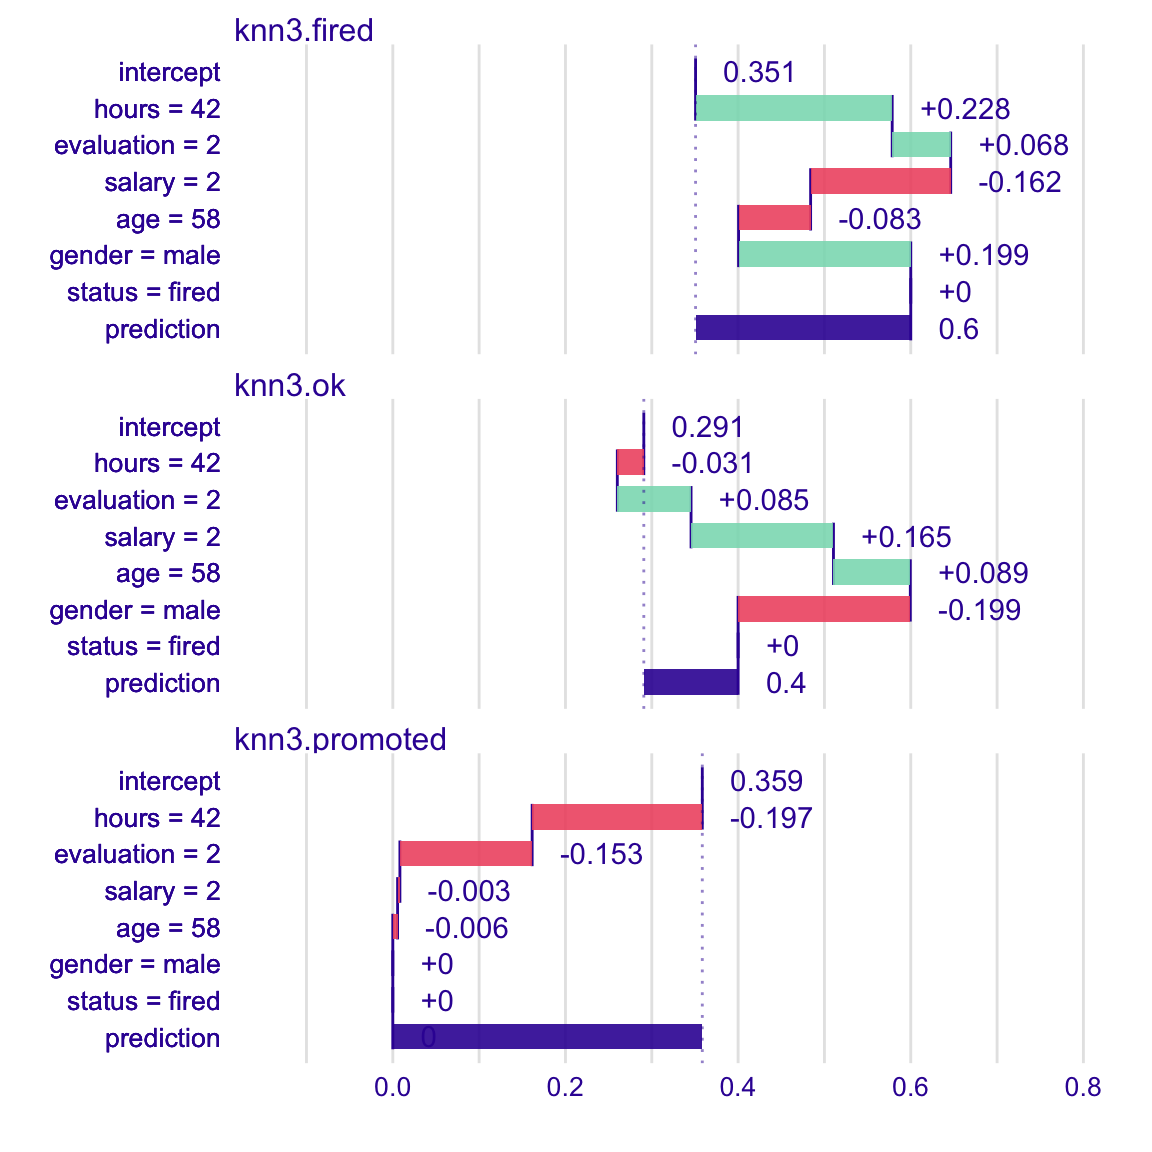 knn3.fired
intercept 0.351
hours = 42 +0.228
evaluation = 2 +0.068
salary = 2 -0.162
age = 58 -0.083
gender = male +0.199
status = fired +0
prediction 0.6
knn3.ok
intercept 0.291
hours = 42 -0.031
evaluation = 2 +0.085
salary = 2 +0.165
age = 58 +0.089
gender = male -0.199
status = fired +0
prediction 0.4
knn3.promoted
intercept 0.359
hours = 42 -0.197
evaluation = 2 -0.153
salary = 2 -0.003
age = 58 -0.006
gender = male +0
status = fired +0
prediction 0
0.0 0.2 0.4 0.6 0.8